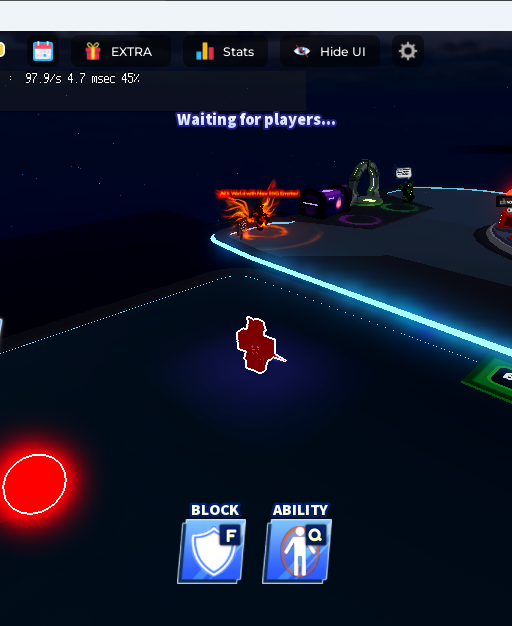 EXTRA
Stats
Hide UI
: 97.9/s 4.7 msec 45%
Waiting for players...
BLOCK
ABILITY
F
Q